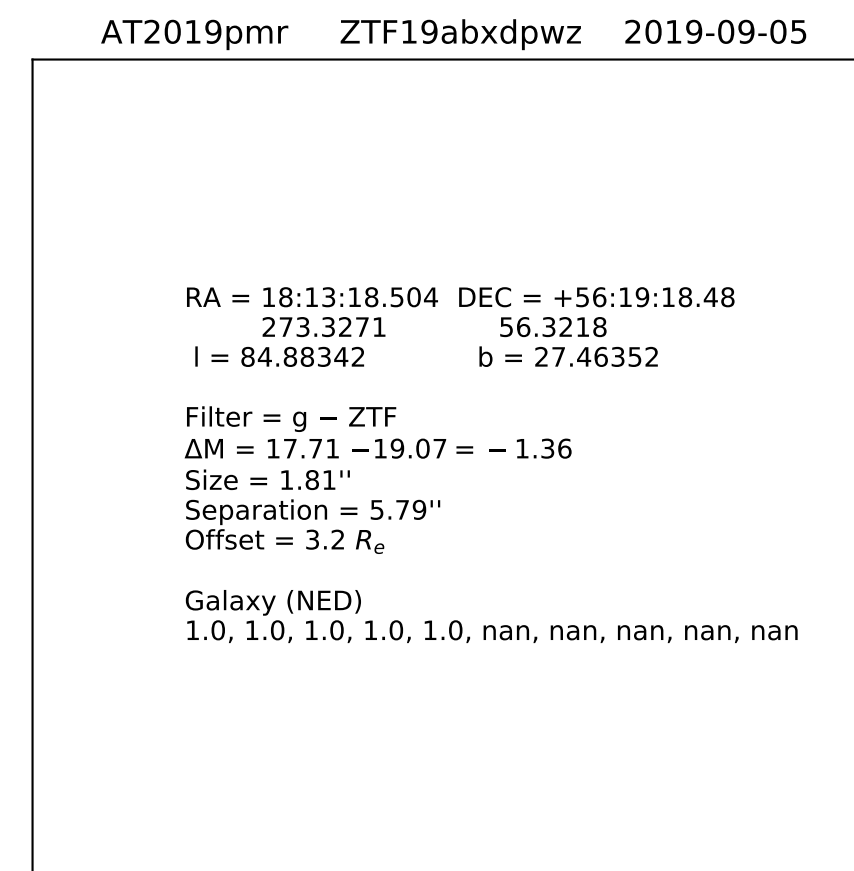 AT2019pmr ZTF19abxdpwz 2019-09-05
RA = 18:13:18.504 DEC = +56:19:18.48
273.3271 56.3218
l = 84.88342 b = 27.46352
Filter = g − ZTF
ΔM = 17.71 −19.07 = − 1.36
Size = 1.81''
Separation = 5.79''
Offset = 3.2 Re
Galaxy (NED)
1.0, 1.0, 1.0, 1.0, 1.0, nan, nan, nan, nan, nan